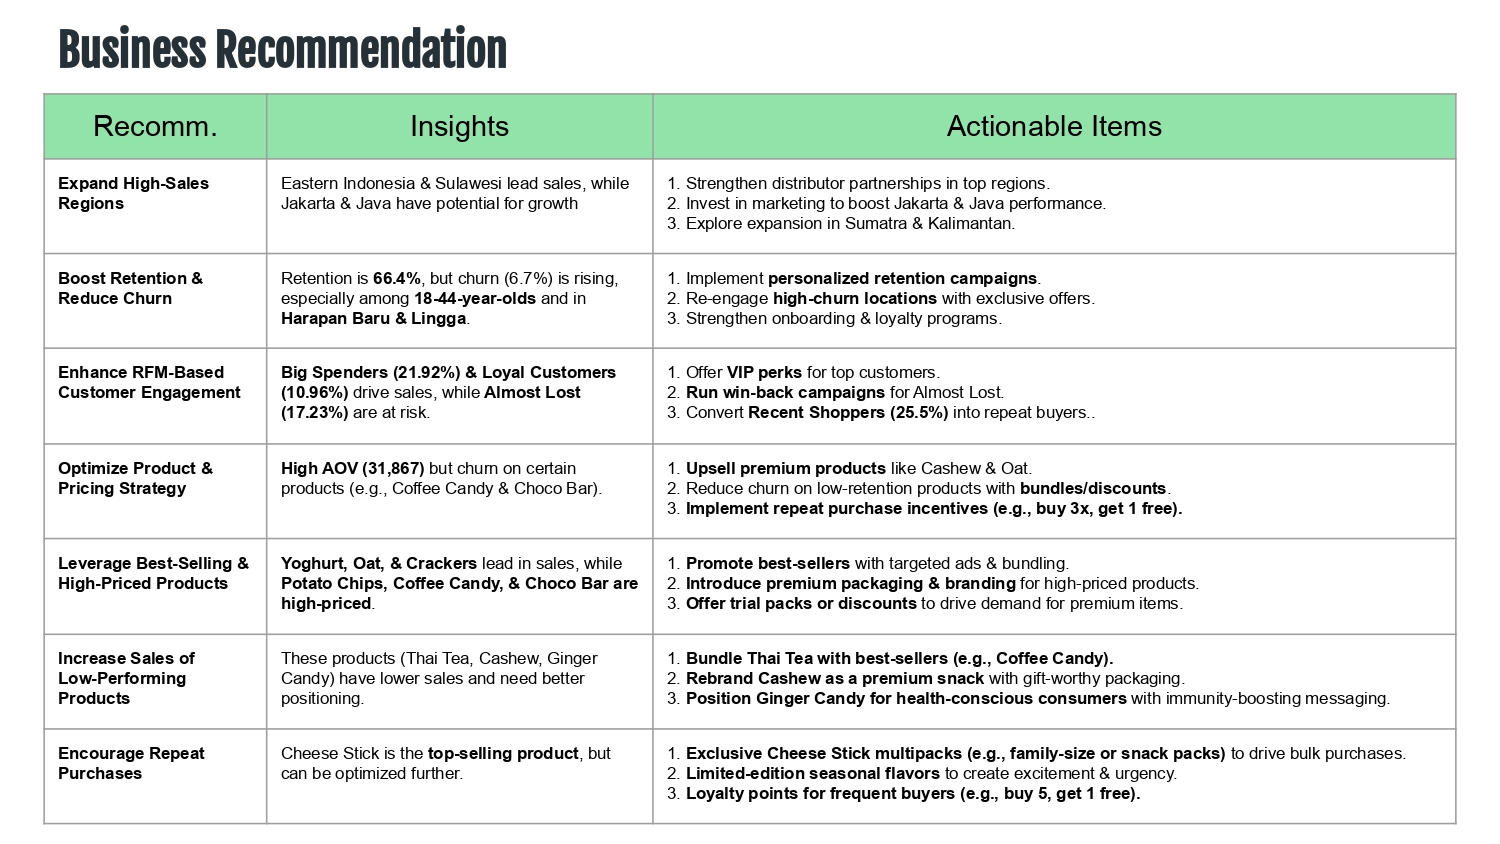 Business Recommendation
Recomm.
Insights
Actionable Items
Expand High-Sales
Regions
Eastern Indonesia & Sulawesi lead sales, while
Jakarta & Java have potential for growth
1. Strengthen distributor partnerships in top regions.
2. Invest in marketing to boost Jakarta & Java performance.
3. Explore expansion in Sumatra & Kalimantan.
Boost Retention &
Reduce Churn
Retention is 66.4%, but churn (6.7%) is rising,
especially among 18-44-year-olds and in
Harapan Baru & Lingga.
1. Implement personalized retention campaigns.
2. Re-engage high-churn locations with exclusive offers.
3. Strengthen onboarding & loyalty programs.
Enhance RFM-Based
Customer Engagement
Big Spenders (21.92%) & Loyal Customers
(10.96%) drive sales, while Almost Lost
(17.23%) are at risk.
1. Offer VIP perks for top customers.
2. Run win-back campaigns for Almost Lost.
3. Convert Recent Shoppers (25.5%) into repeat buyers..
Optimize Product &
Pricing Strategy
High AOV (31,867) but churn on certain
products (e.g., Coffee Candy & Choco Bar).
1. Upsell premium products like Cashew & Oat.
2. Reduce churn on low-retention products with bundles/discounts.
3. Implement repeat purchase incentives (e.g., buy 3x, get 1 free).
Leverage Best-Selling &
High-Priced Products
Yoghurt, Oat, & Crackers lead in sales, while
Potato Chips, Coffee Candy, & Choco Bar are
high-priced.
1. Promote best-sellers with targeted ads & bundling.
2. Introduce premium packaging & branding for high-priced products.
3. Offer trial packs or discounts to drive demand for premium items.
Increase Sales of
Low-Performing
Products
These products (Thai Tea, Cashew, Ginger
Candy) have lower sales and need better
positioning.
1. Bundle Thai Tea with best-sellers (e.g., Coffee Candy).
2. Rebrand Cashew as a premium snack with gift-worthy packaging.
3. Position Ginger Candy for health-conscious consumers with immunity-boosting messaging.
Encourage Repeat
Purchases
Cheese Stick is the top-selling product, but
can be optimized further.
1. Exclusive Cheese Stick multipacks (e.g., family-size or snack packs) to drive bulk purchases.
2. Limited-edition seasonal flavors to create excitement & urgency.
3. Loyalty points for frequent buyers (e.g., buy 5, get 1 free).